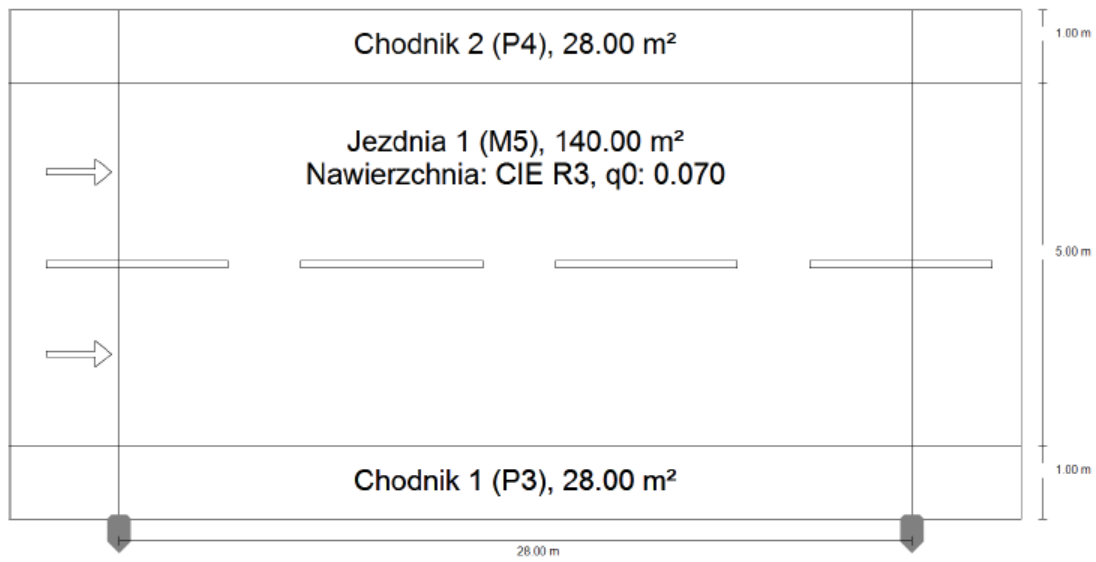 Chodnik 2 (P4), 28.00 m²
1.00 m
Jezdnia 1 (M5), 140.00 m²
Nawierzchnia: CIE R3, q0: 0.070
5.00 m
Chodnik 1 (P3), 28.00 m²
1.00 m
28.00 m